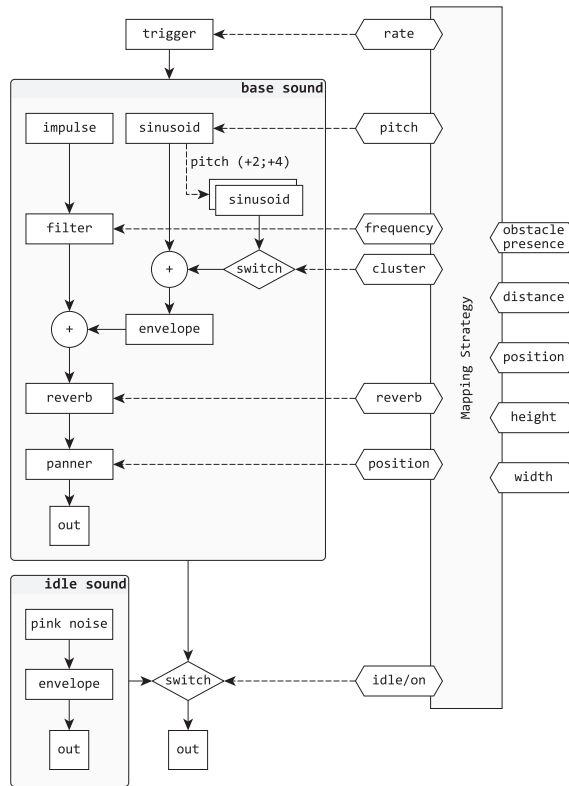 trigger
rate
base sound
impulse
sinusoid
pitch
pitch (+2;+4)
sinusoid
filter
frequency
obstacle
presence
+
switch
cluster
distance
+
envelope
Mapping Strategy
position
reverb
reverb
height
panner
position
width
out
idle sound
pink noise
envelope
switch
idle/on
out
out